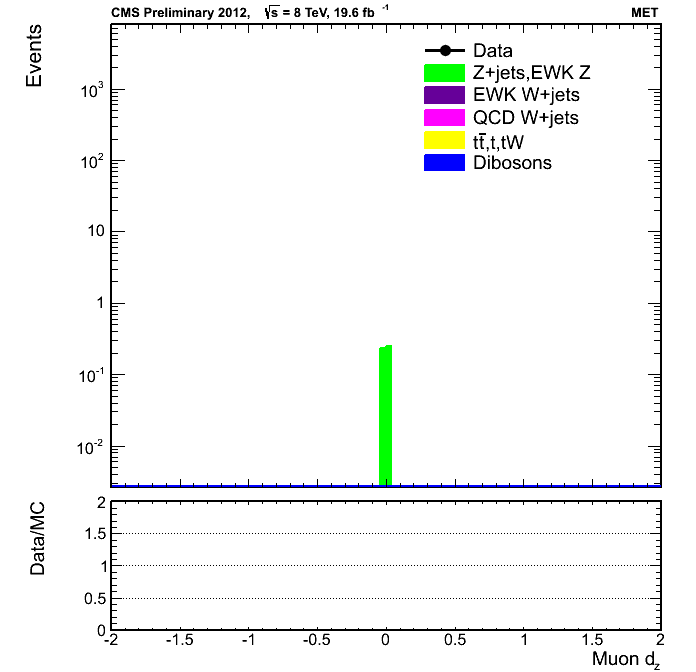 CMS Preliminary 2012, √s = 8 TeV, 19.6 fb⁻¹ MET
Events
Data
Z+jets,EWK Z
EWK W+jets
QCD W+jets
tt̅,t,tW
Dibosons
10³
10²
10
1
10⁻¹
10⁻²
Data/MC
2
1.5
1
0.5
0
-2 -1.5 -1 -0.5 0 0.5 1 1.5 2
Muon d_z